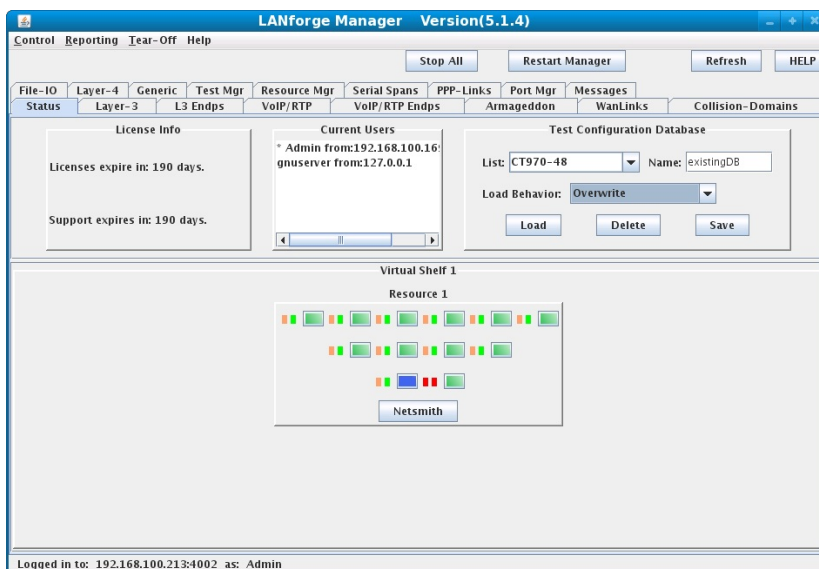 LANforge Manager Version(5.1.4)
Control Reporting Tear-Off Help
Stop All Restart Manager Refresh HELP
File-IO Layer-4 Generic Test Mgr Resource Mgr Serial Spans PPP-Links Port Mgr Messages
Status Layer-3 L3 Endps VoIP/RTP VoIP/RTP Endps Armageddon WanLinks Collision-Domains
License Info
Licenses expire in: 190 days.
Support expires in: 190 days.
Current Users
* Admin from:192.168.100.16
gnuserver from:127.0.0.1
Test Configuration Database
List: CT970-48 Name: existingDB
Load Behavior: Overwrite
Load Delete Save
Virtual Shelf 1
Resource 1
Netsmith
Logged in to: 192.168.100.213:4002 as: Admin